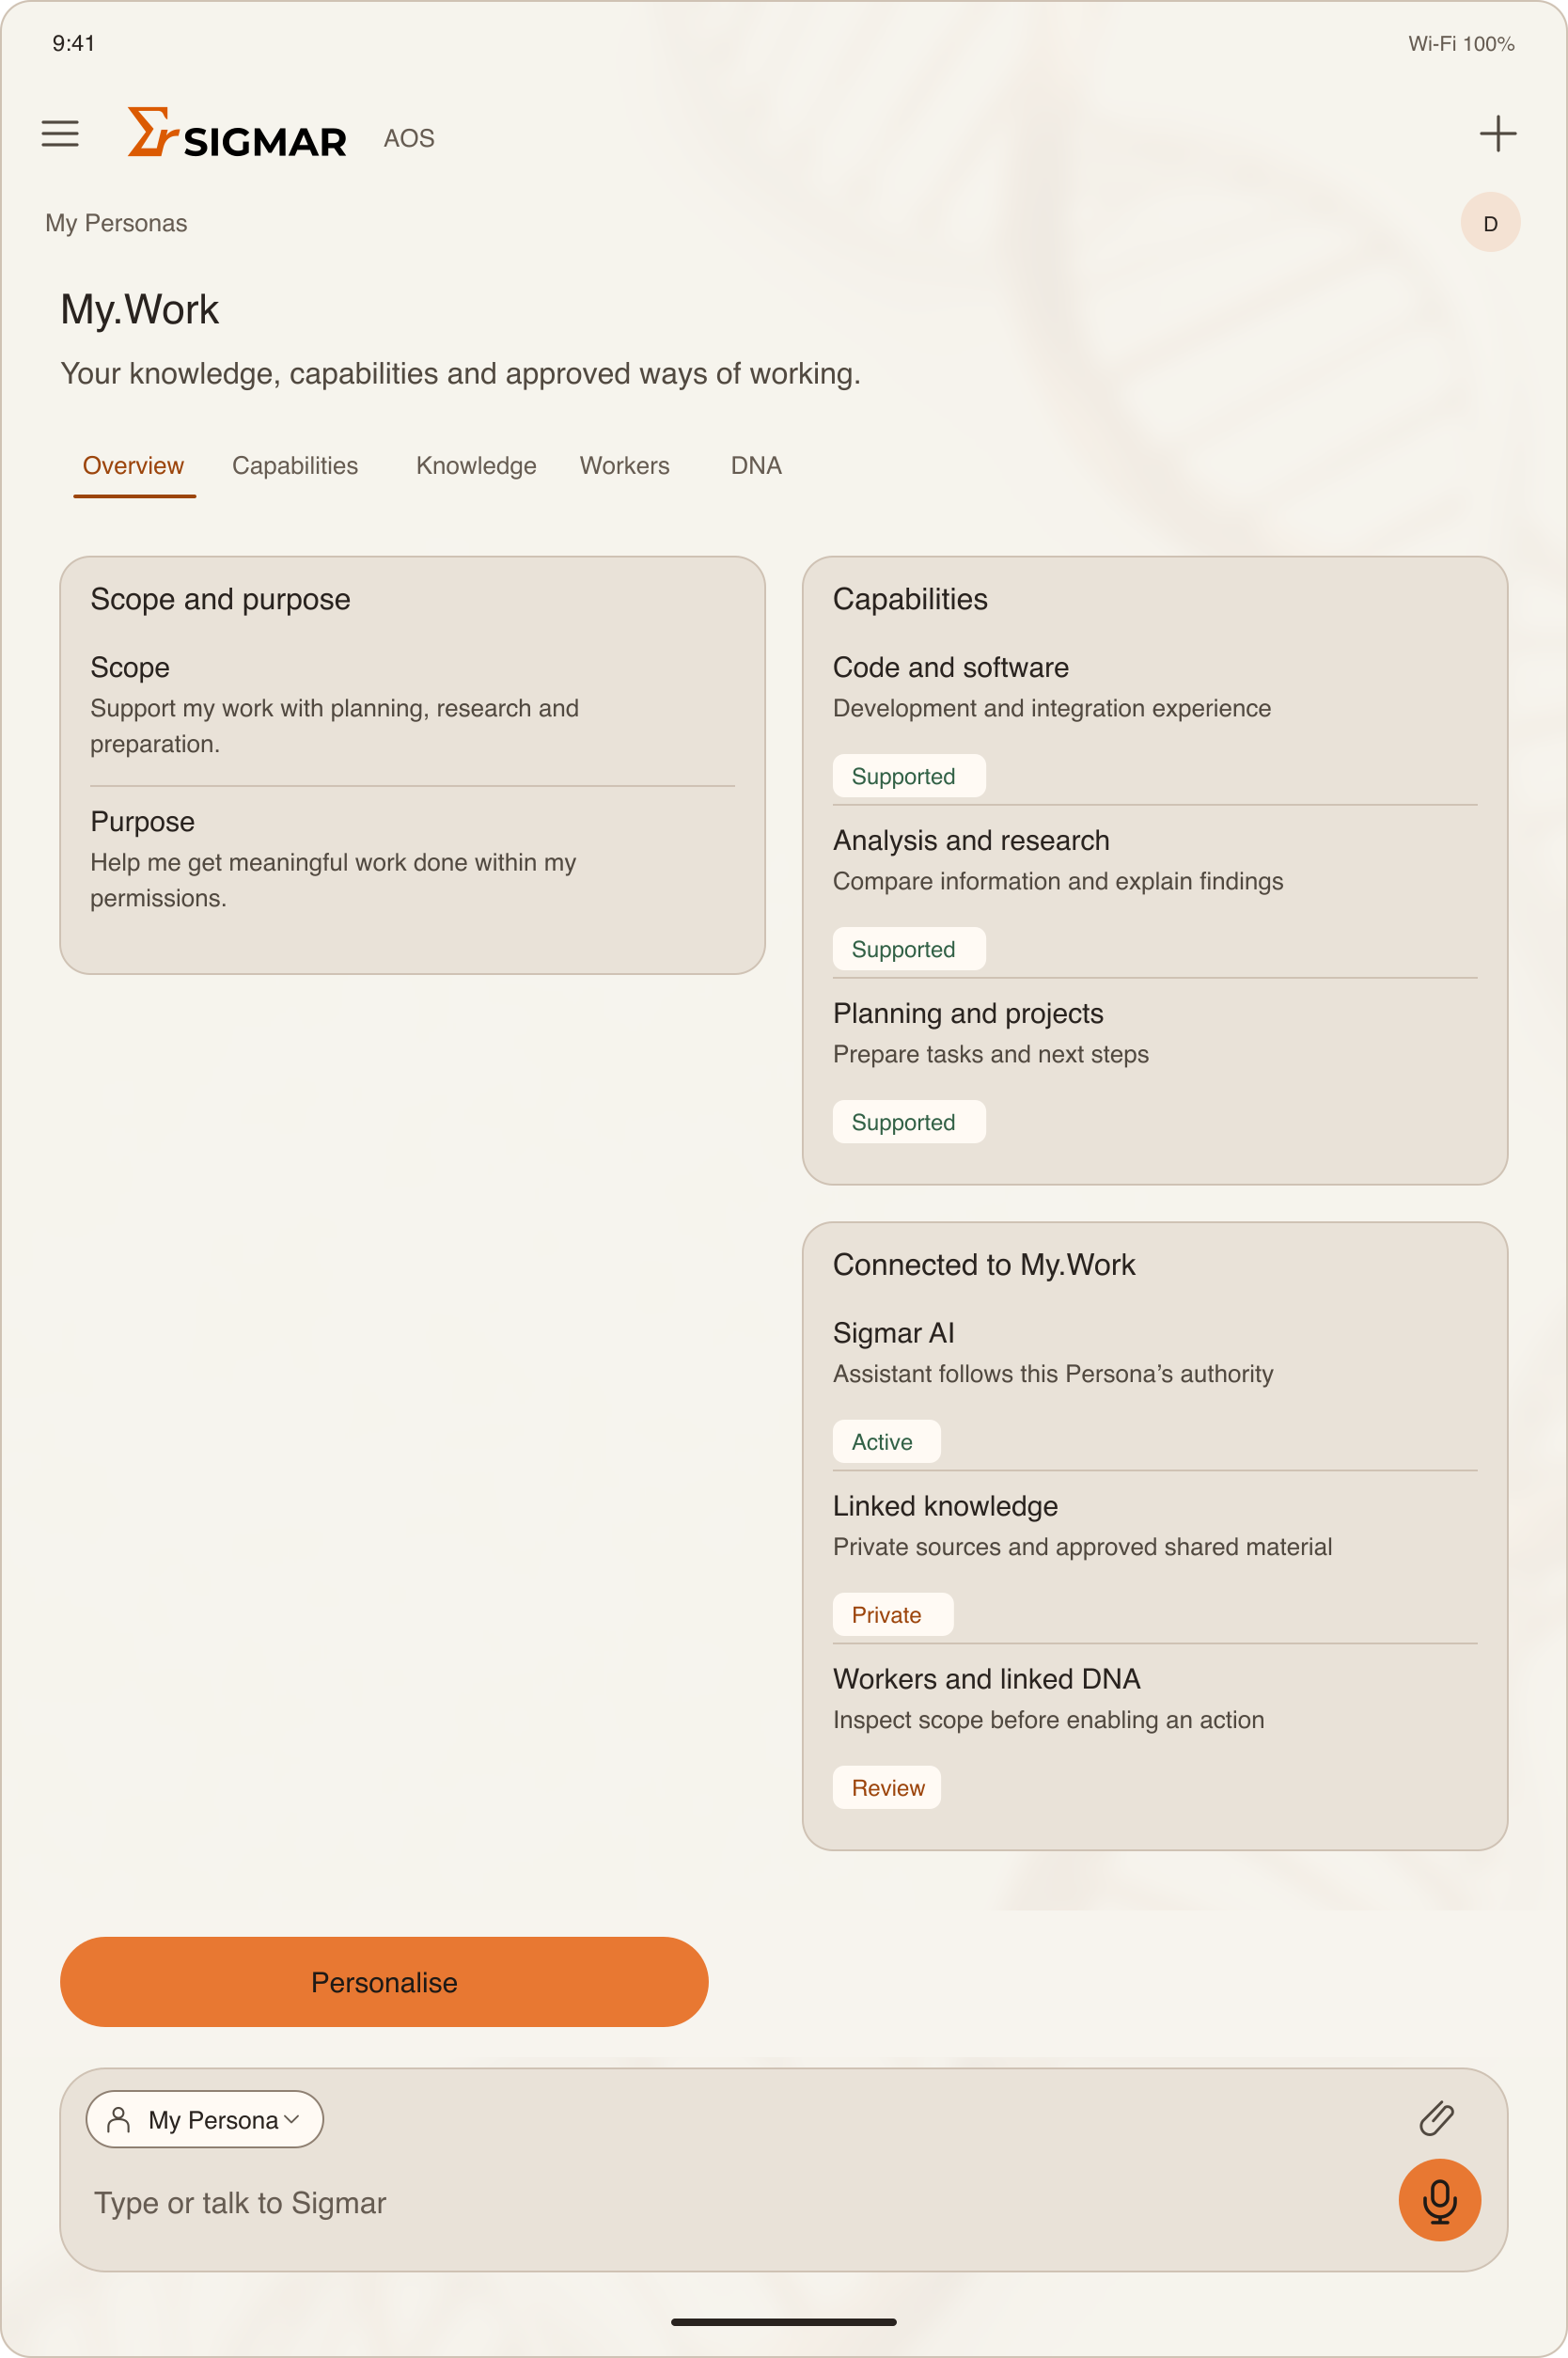 9:41
Wi-Fi 100%
Σr SIGMAR
AOS
My Personas
D
My.Work
Your knowledge, capabilities and approved ways of working.
Overview
Capabilities
Knowledge
Workers
DNA
Scope and purpose
Scope
Support my work with planning, research and
preparation.
Purpose
Help me get meaningful work done within my
permissions.
Capabilities
Code and software
Development and integration experience
Supported
Analysis and research
Compare information and explain findings
Supported
Planning and projects
Prepare tasks and next steps
Supported
Connected to My.Work
Sigmar AI
Assistant follows this Persona’s authority
Active
Linked knowledge
Private sources and approved shared material
Private
Workers and linked DNA
Inspect scope before enabling an action
Review
Personalise
My Persona
Type or talk to Sigmar